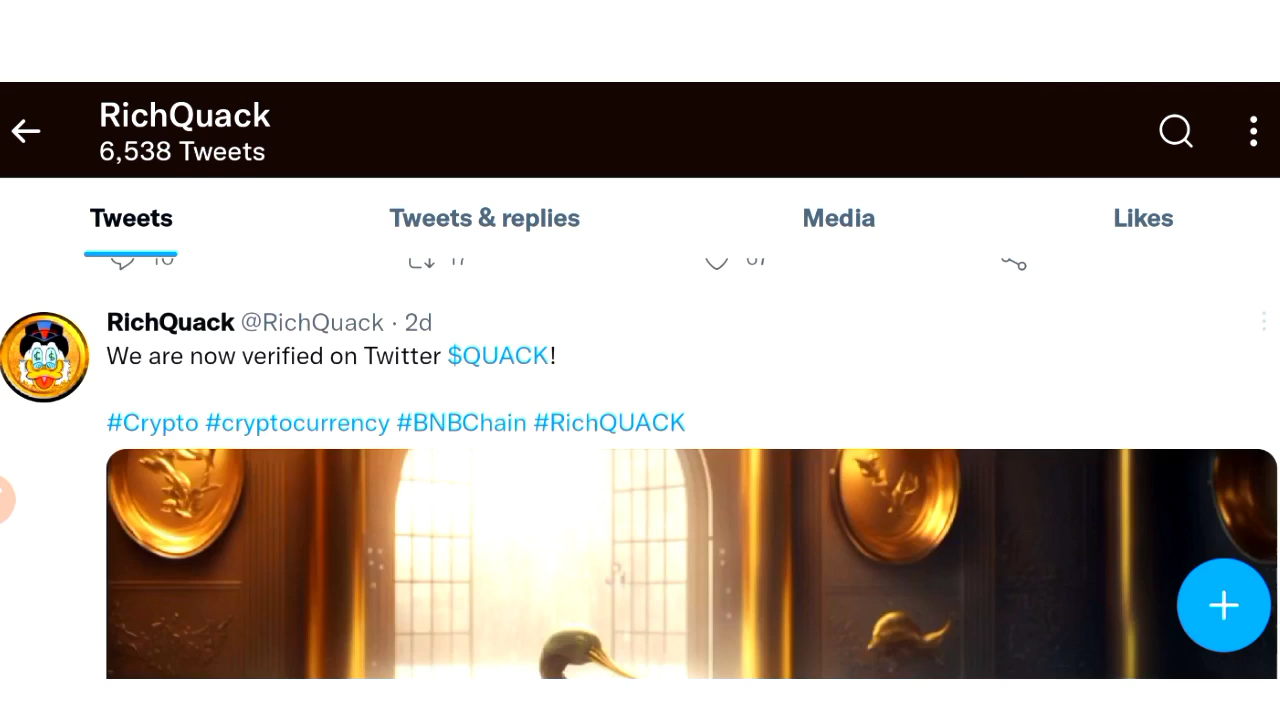 RichQuack
6,538 Tweets
Tweets Tweets & replies Media Likes
RichQuack @RichQuack · 2d
We are now verified on Twitter $QUACK!
#Crypto #cryptocurrency #BNBChain #RichQUACK